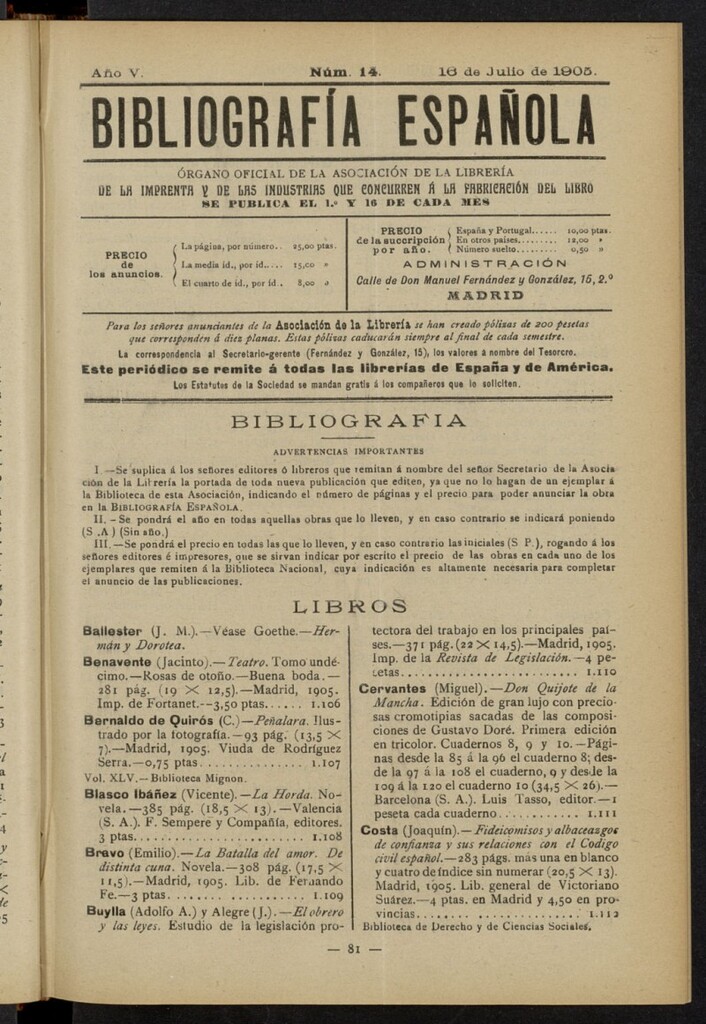 Año V.
Núm. 14.
16 de Julio de 1905.
BIBLIOGRAFÍA ESPAÑOLA
ÓRGANO OFICIAL DE LA ASOCIACIÓN DE LA LIBRERÍA
DE LA IMPRENTA Y DE LAS INDUSTRIAS QUE CONCURREN Á LA FABRICACIÓN DEL LIBRO
SE PUBLICA EL 1.º Y 16 DE CADA MES
PRECIO
de
los anuncios.
La página, por número.. 25,00 ptas.
La media íd., por íd..... 15,00 »
El cuarto de íd., por íd . 8,00 »
PRECIO
de la suscripción
por año.
España y Portugal...... 10,00 ptas.
En otros países......... 12,00 »
Número suelto.......... 0,50 »
ADMINISTRACIÓN
Calle de Don Manuel Fernández y González, 15, 2.º
MADRID
Para los señores anunciantes de la Asociación de la Librería se han creado pólizas de 200 pesetas
que corresponden á diez planas. Estas pólizas caducarán siempre al final de cada semestre.
La correspondencia al Secretario-gerente (Fernández y González, 15), los valores á nombre del Tesorero.
Este periódico se remite á todas las librerías de España y de América.
Los Estatutos de la Sociedad se mandan gratis á los compañeros que lo soliciten.
BIBLIOGRAFIA
ADVERTENCIAS IMPORTANTES
I —Se suplica á los señores editores ó libreros que remitan á nombre del señor Secretario de la Asocia
ción de la Librería la portada de toda nueva publicación que editen, ya que no lo hagan de un ejemplar á
la Biblioteca de esta Asociación, indicando el número de páginas y el precio para poder anunciar la obra
en la BIBLIOGRAFÍA ESPAÑOLA.
II. - Se pondrá el año en todas aquellas obras que lo lleven, y en caso contrario se indicará poniendo
(S .A ) (Sin año.)
III.—Se pondrá el precio en todas las que lo lleven, y en caso contrario las iniciales (S P.), rogando á los
señores editores é impresores, que se sirvan indicar por escrito el precio de las obras en cada uno de los
ejemplares que remiten á la Biblioteca Nacional, cuya indicación es altamente necesaria para completar
el anuncio de las publicaciones.
LIBROS
Ballester (J. M.).—Véase Goethe.—Her-
mán y Dorotea.
Benavente (Jacinto).—Teatro. Tomo undé-
cimo.—Rosas de otoño.—Buena boda.—
281 pág. (19 × 12,5).—Madrid, 1905.
Imp. de Fortanet.--3,50 ptas...... 1.106
Bernaldo de Quirós (C.)—Peñalara. Ilus-
trado por la fotografía.—93 pág. (13,5 ×
7).—Madrid, 1905. Viuda de Rodríguez
Serra.—0,75 ptas............. 1.107
Vol. XLV.—Biblioteca Mignon.
Blasco Ibáñez (Vicente).—La Horda. No-
vela.—385 pág. (18,5 × 13).—Valencia
(S. A.). F. Sempere y Compañía, editores.
3 ptas........................ 1.108
Bravo (Emilio).—La Batalla del amor. De
distinta cuna. Novela.—308 pág. (17,5 ×
11,5).—Madrid, 1905. Lib. de Fernando
Fe.—3 ptas................... 1.109
Buylla (Adolfo A.) y Alegre (J.).—El obrero
y las leyes. Estudio de la legislación pro-
tectora del trabajo en los principales paí-
ses.—371 pág. (22 × 14,5).—Madrid, 1905.
Imp. de la Revista de Legislación.—4 pe-
setas........................ 1.110
Cervantes (Miguel).—Don Quijote de la
Mancha. Edición de gran lujo con precio-
sas cromotipias sacadas de las composi-
ciones de Gustavo Doré. Primera edición
en tricolor. Cuadernos 8, 9 y 10.—Pági-
nas desde la 85 á la 96 el cuaderno 8; des-
de la 97 á la 108 el cuaderno, 9 y desde la
109 á la 120 el cuaderno 10 (34,5 × 26).—
Barcelona (S. A.). Luis Tasso, editor.—1
peseta cada cuaderno........... 1.111
Costa (Joaquín).—Fideicomisos y albaceazgos
de confianza y sus relaciones con el Código
civil español.—283 págs. más una en blanco
y cuatro de índice sin numerar (20,5 × 13).
Madrid, 1905. Lib. general de Victoriano
Suárez.—4 ptas. en Madrid y 4,50 en pro-
vincias....................... 1.112
Biblioteca de Derecho y de Ciencias Sociales.
— 81 —